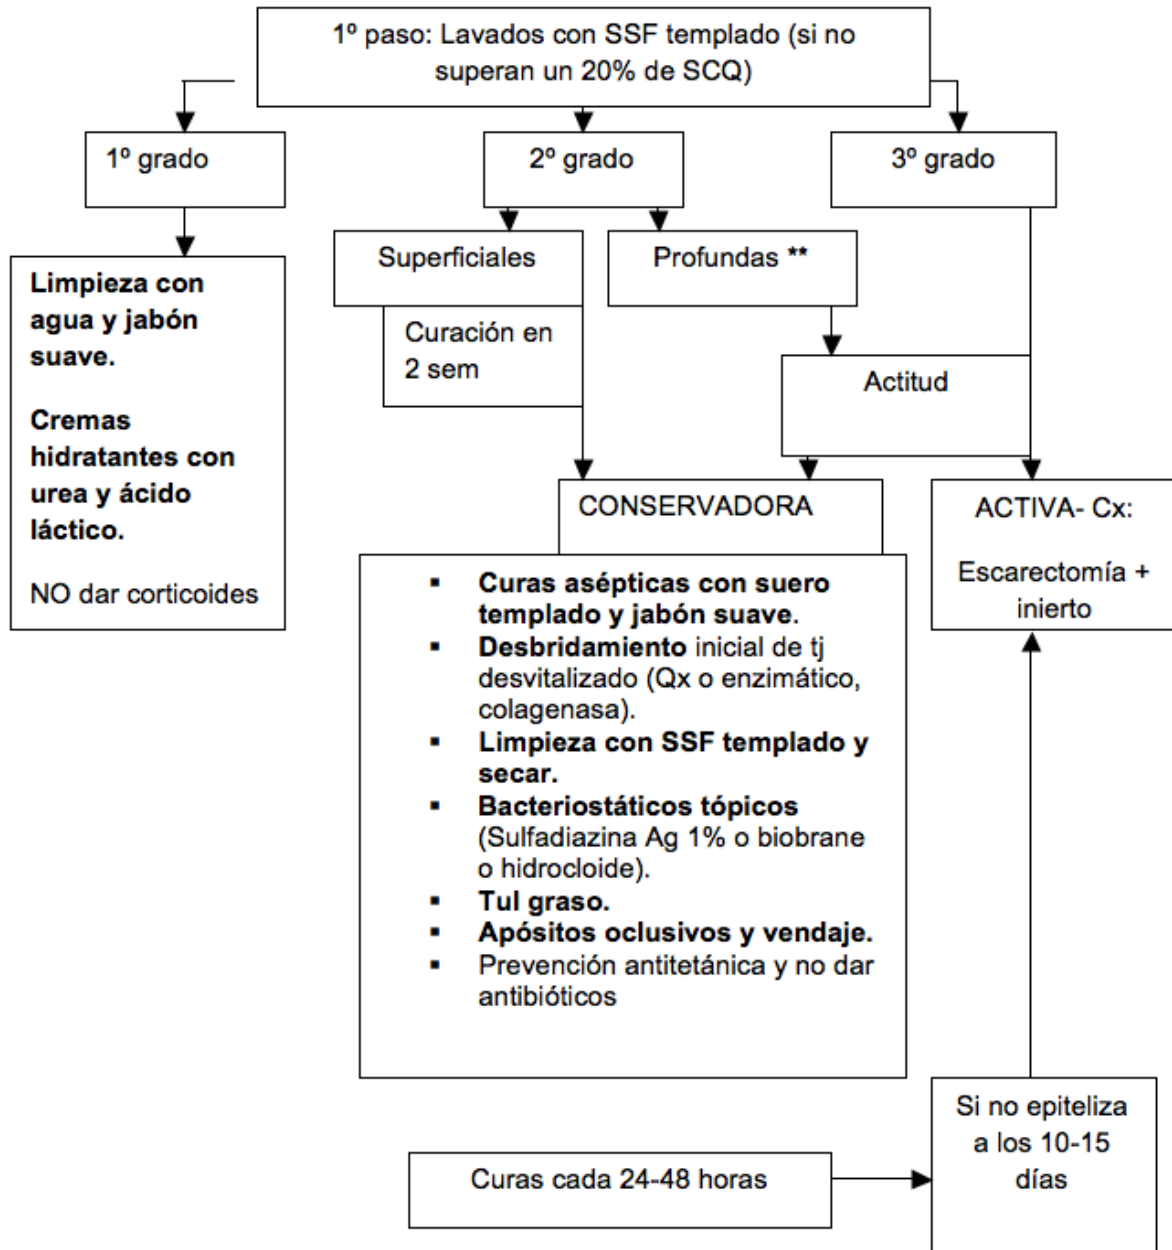 1º paso: Lavados con SSF templado (si no
superan un 20% de SCQ)
1º grado
2º grado
3º grado
Superficiales
Profundas **
Limpieza con
agua y jabón
suave.
Cremas
hidratantes con
urea y ácido
láctico.
NO dar corticoides
Curación en
2 sem
Actitud
CONSERVADORA
ACTIVA- Cx:
Escarectomía +
inierto
▪ Curas asépticas con suero
templado y jabón suave.
▪ Desbridamiento inicial de tj
desvitalizado (Qx o enzimático,
colagenasa).
▪ Limpieza con SSF templado y
secar.
▪ Bacteriostáticos tópicos
(Sulfadiazina Ag 1% o biobrane
o hidrocloide).
▪ Tul graso.
▪ Apósitos oclusivos y vendaje.
▪ Prevención antitetánica y no dar
antibióticos
Si no epiteliza
a los 10-15
días
Curas cada 24-48 horas